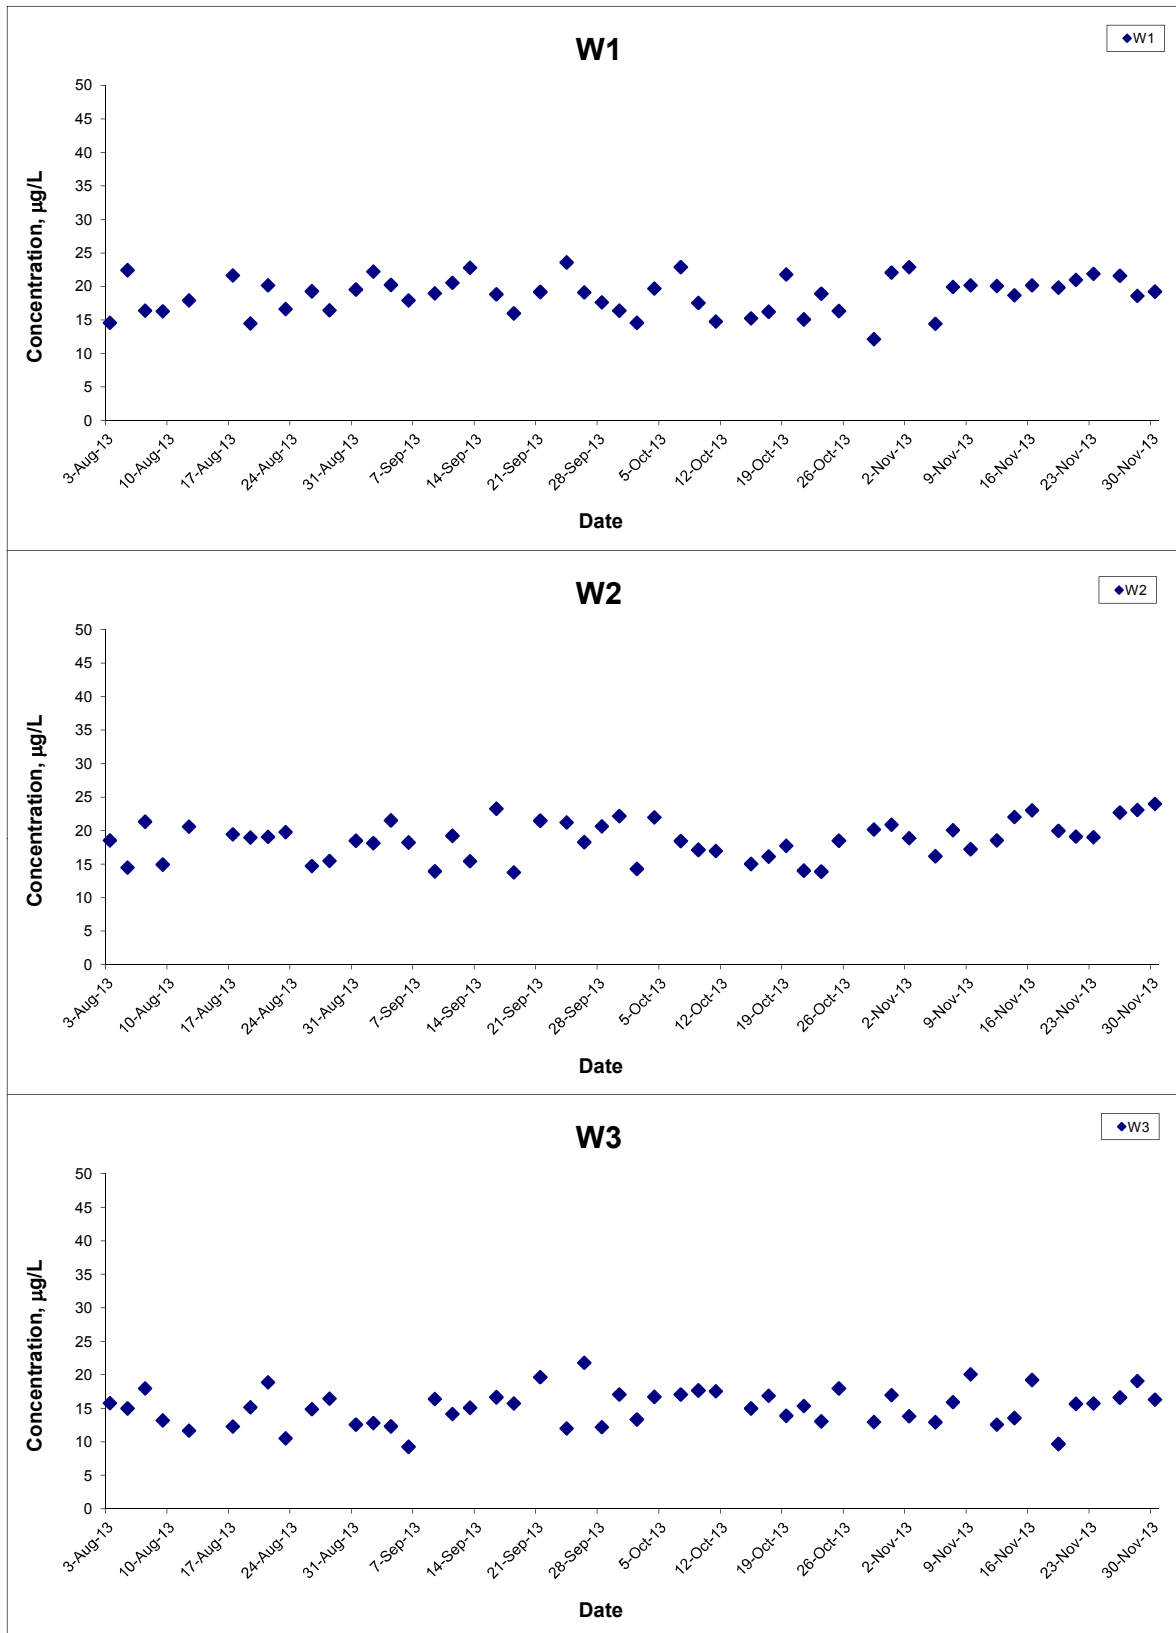 W1
W1
50
45
40
35
30
25
20
15
10
5
0
Concentration, µg/L
3-Aug-13
10-Aug-13
17-Aug-13
24-Aug-13
31-Aug-13
7-Sep-13
14-Sep-13
21-Sep-13
28-Sep-13
5-Oct-13
12-Oct-13
19-Oct-13
26-Oct-13
2-Nov-13
9-Nov-13
16-Nov-13
23-Nov-13
30-Nov-13
Date
W2
W2
50
45
40
35
30
25
20
15
10
5
0
Concentration, µg/L
3-Aug-13
10-Aug-13
17-Aug-13
24-Aug-13
31-Aug-13
7-Sep-13
14-Sep-13
21-Sep-13
28-Sep-13
5-Oct-13
12-Oct-13
19-Oct-13
26-Oct-13
2-Nov-13
9-Nov-13
16-Nov-13
23-Nov-13
30-Nov-13
Date
W3
W3
50
45
40
35
30
25
20
15
10
5
0
Concentration, µg/L
3-Aug-13
10-Aug-13
17-Aug-13
24-Aug-13
31-Aug-13
7-Sep-13
14-Sep-13
21-Sep-13
28-Sep-13
5-Oct-13
12-Oct-13
19-Oct-13
26-Oct-13
2-Nov-13
9-Nov-13
16-Nov-13
23-Nov-13
30-Nov-13
Date